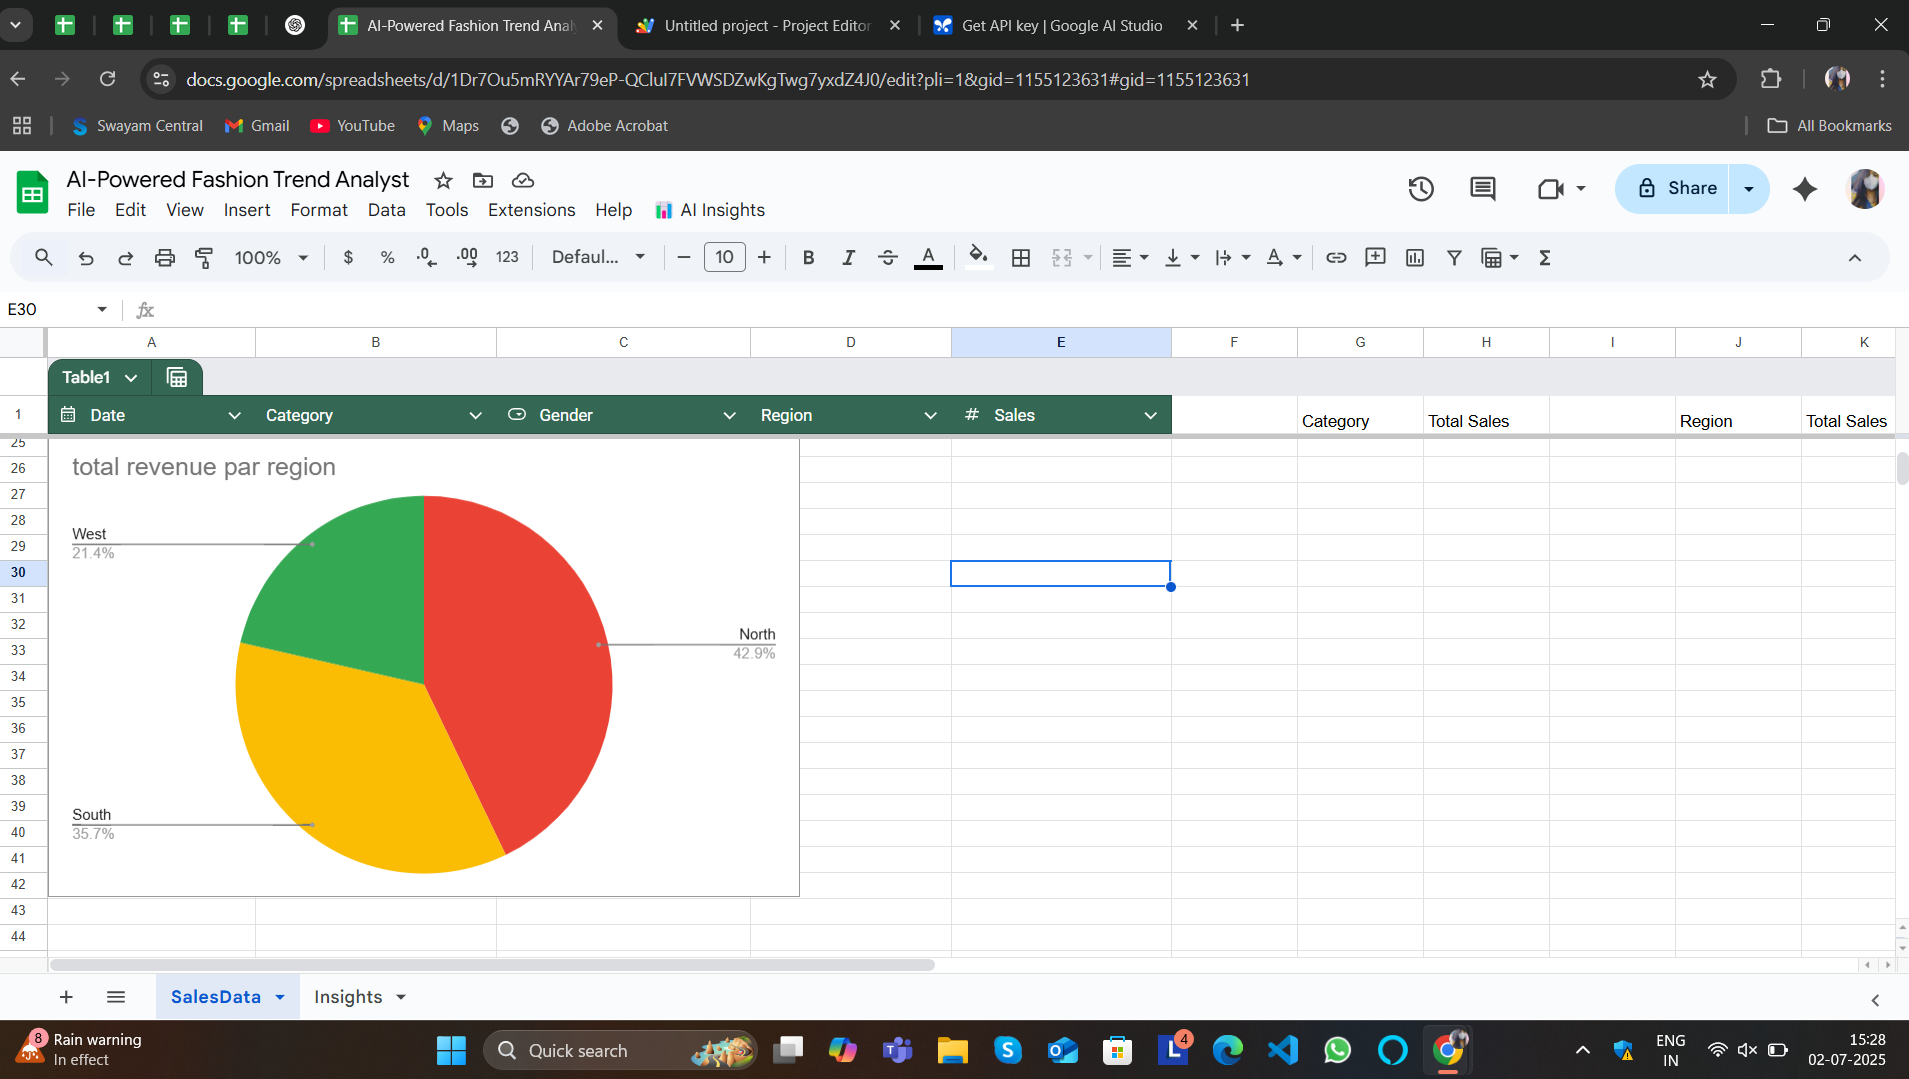 AI-Powered Fashion Trend Anal
Untitled project - Project Editor
Get API key | Google AI Studio
docs.google.com/spreadsheets/d/1Dr7Ou5mRYYAr79eP-QCluI7FVWSDZwKgTwg7yxdZ4J0/edit?pli=1&gid=1155123631#gid=1155123631
Swayam Central
Gmail
YouTube
Maps
Adobe Acrobat
All Bookmarks
AI-Powered Fashion Trend Analyst
File Edit View Insert Format Data Tools Extensions Help AI Insights
Share
100% $ % .0 .00 123 Defaul... 10 B I S A
E30 fx
A B C D E F G H I J K
Table1
1 Date Category Gender Region # Sales Category Total Sales Region Total Sales
25
total revenue par region
26
27
28
West
21.4%
29
30
31
32
North
42.9%
33
34
35
36
37
38
39
South
35.7%
40
41
42
43
44
SalesData Insights
8 Rain warning
In effect
Quick search
4
ENG
IN
15:28
02-07-2025